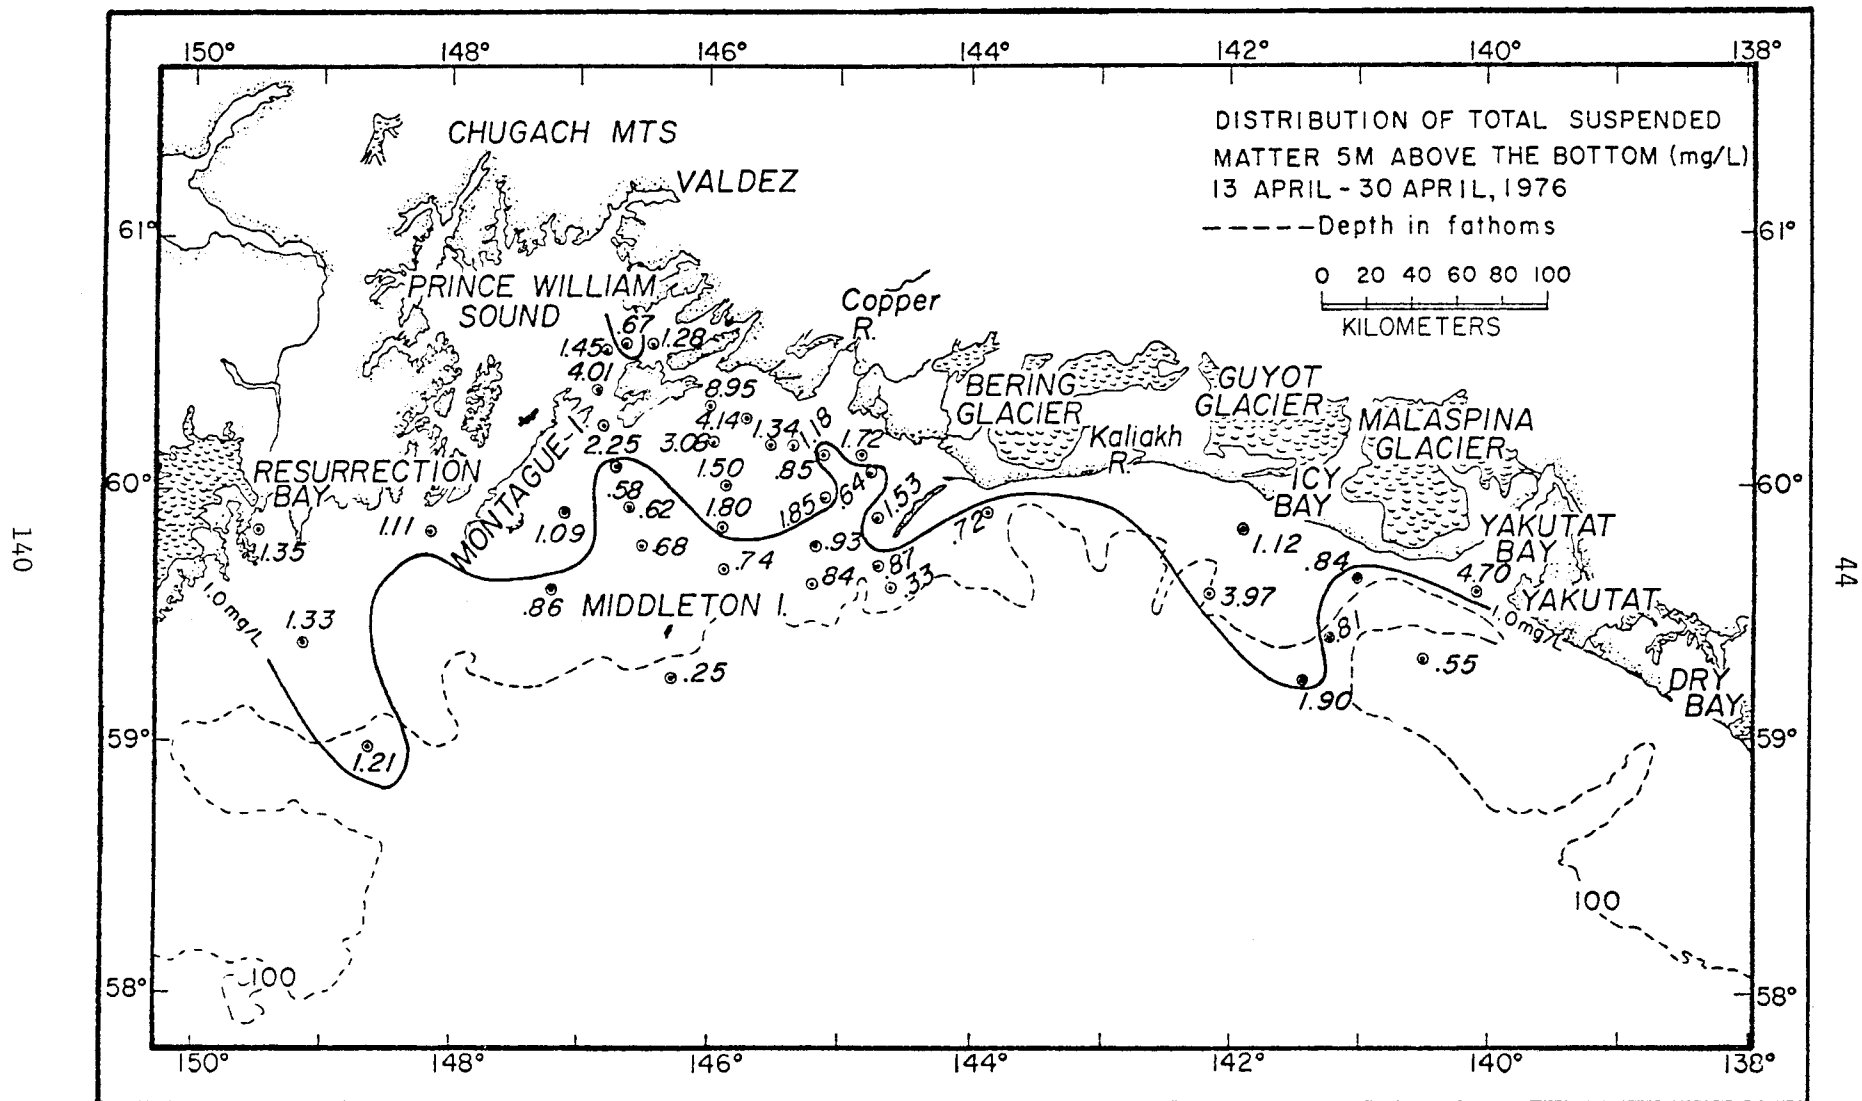 150° 148° 146° 144° 142° 140° 138°
DISTRIBUTION OF TOTAL SUSPENDED
MATTER 5M ABOVE THE BOTTOM (mg/L)
13 APRIL - 30 APRIL, 1976
-----Depth in fathoms
0 20 40 60 80 100
KILOMETERS
CHUGACH MTS
VALDEZ
61° 61°
PRINCE WILLIAM
SOUND
Copper
R.
.67
1.28
1.45
4.01
8.95
4.14
1.34
1.18
2.25
3.06
1.72
BERING
GLACIER
GUYOT
GLACIER
MALASPINA
GLACIER
Kaliakh
R.
RESURRECTION
BAY
MONTAGUE I.
1.50
.85
60° 60°
.58
.62
1.80
1.85
.64
1.53
ICY
BAY
YAKUTAT
BAY
1.35
1.11
1.09
.68
.74
.93
.87
.84
.33
.72
1.12
.84
4.70
140
44
1.0 mg/L
1.33
.86
MIDDLETON I.
3.97
.81
YAKUTAT
1.0 mg/L
.25
.55
1.90
DRY
BAY
59° 59°
1.21
100
100
58° 58°
150° 148° 146° 144° 142° 140° 138°